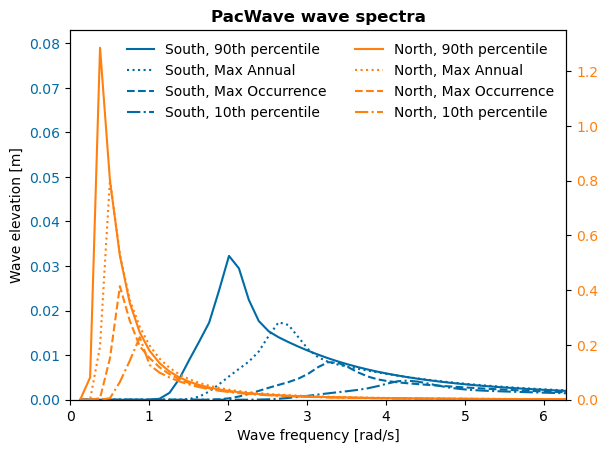 PacWave wave spectra
South, 90th percentile
South, Max Annual
South, Max Occurrence
South, 10th percentile
North, 90th percentile
North, Max Annual
North, Max Occurrence
North, 10th percentile
Wave elevation [m]
0.08
0.07
0.06
0.05
0.04
0.03
0.02
0.01
0.00
1.2
1.0
0.8
0.6
0.4
0.2
0.0
0 1 2 3 4 5 6
Wave frequency [rad/s]